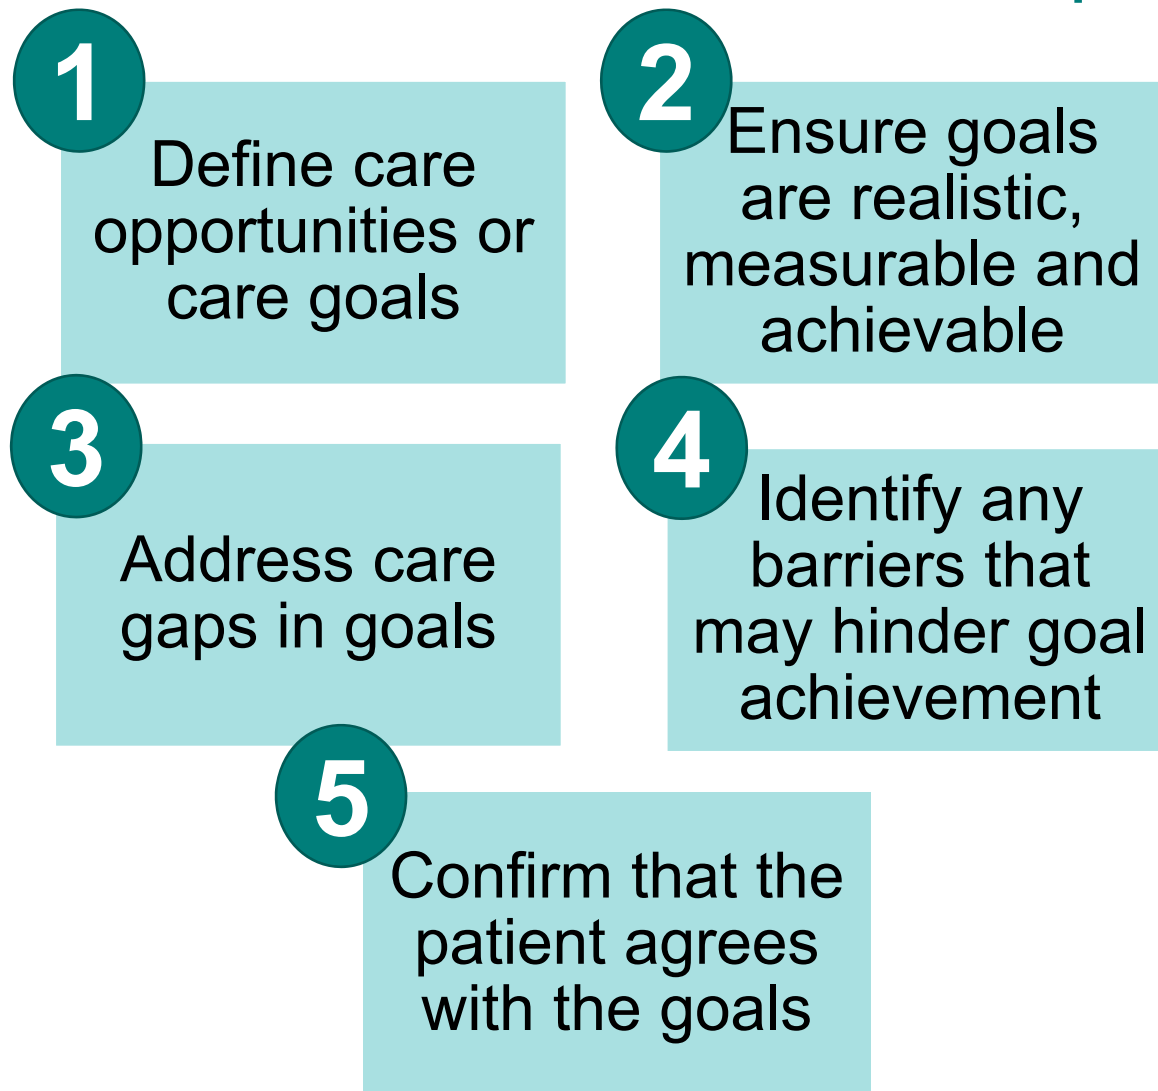 1
Define care
opportunities or
care goals
2
Ensure goals
are realistic,
measurable and
achievable
3
Address care
gaps in goals
4
Identify any
barriers that
may hinder goal
achievement
5
Confirm that the
patient agrees
with the goals